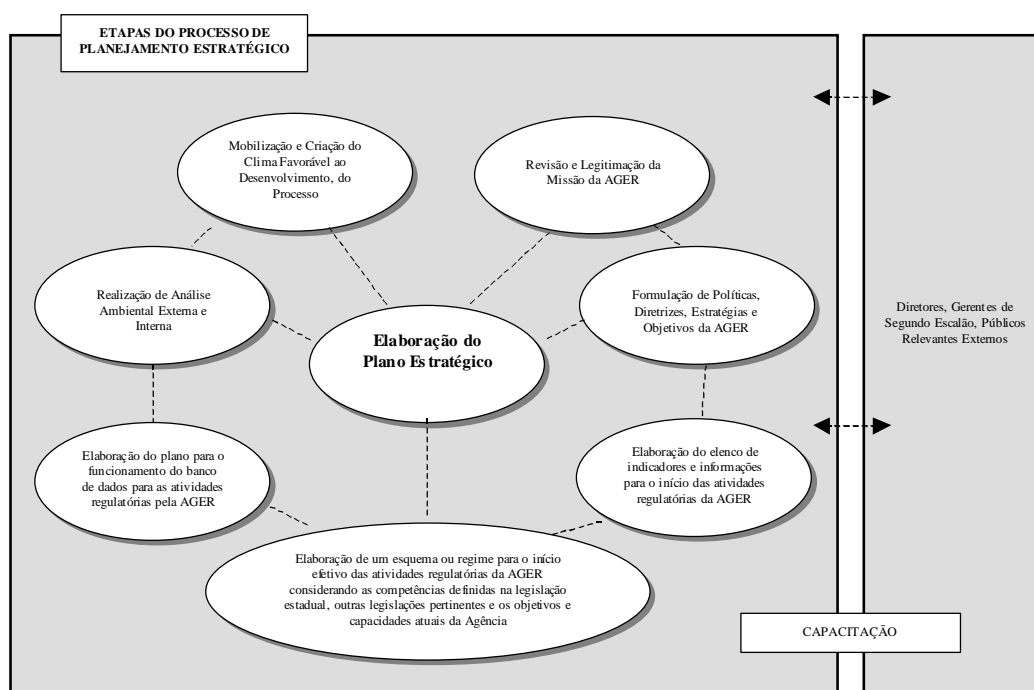 ETAPAS DO PROCESSO DE
PLANEJAMENTO ESTRATÉGICO
Mobilização e Criação do
Clima Favorável ao
Desenvolvimento, do
Processo
Revisão e Legitimação da
Missão da AGER
Realização de Análise
Ambiental Externa e
Interna
Formulação de Políticas,
Diretrizes, Estratégias e
Objetivos da AGER
Elaboração do
Plano Estratégico
Diretores, Gerentes de
Segundo Escalão, Públicos
Relevantes Externos
Elaboração do plano para o
funcionamento do banco
de dados para as atividades
regulatórias pela AGER
Elaboração do elenco de
indicadores e informações
para o início das atividades
regulatórias da AGER
Elaboração de um esquema ou regime para o início
efetivo das atividades regulatórias da AGER
considerando as competências definidas na legislação
estadual, outras legislações pertinentes e os objetivos e
capacidades atuais da Agência
CAPACITAÇÃO